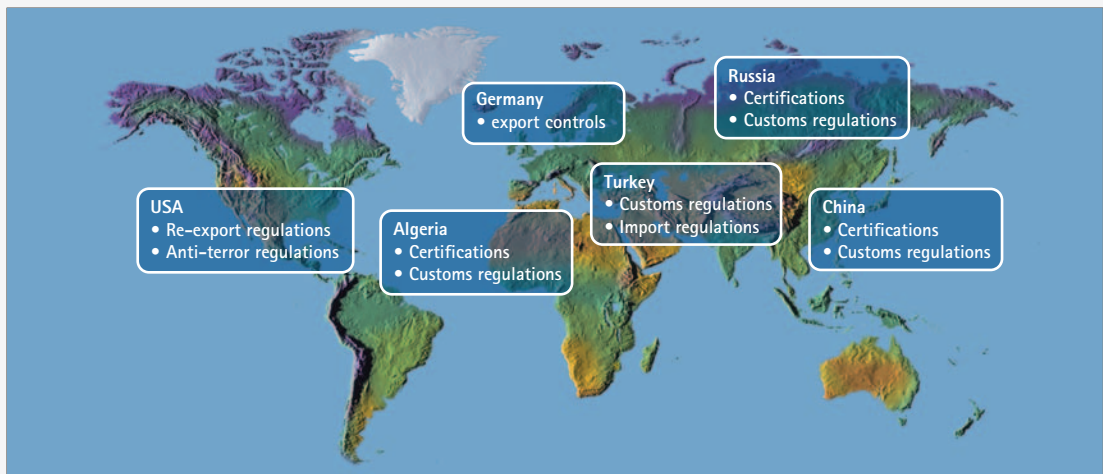 Germany
• export controls
Russia
• Certifications
• Customs regulations
USA
• Re-export regulations
• Anti-terror regulations
Algeria
• Certifications
• Customs regulations
Turkey
• Customs regulations
• Import regulations
China
• Certifications
• Customs regulations